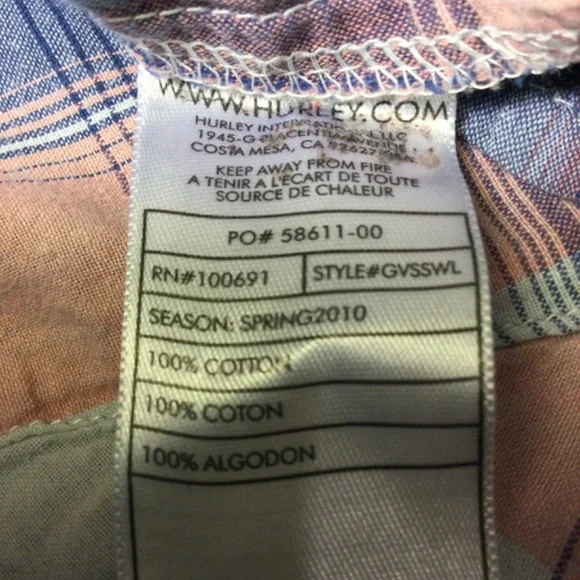 WWW.HURLEY.COM
HURLEY INTERNATIONAL LLC
1945-G PLACENTIA AVENUE
COSTA MESA, CA 92627 USA
KEEP AWAY FROM FIRE
A TENIR A L'ÉCART DE TOUTE
SOURCE DE CHALEUR
PO# 58611-00
RN#100691 STYLE#GVSSWL
SEASON: SPRING2010
100% COTTON
100% COTON
100% ALGODON